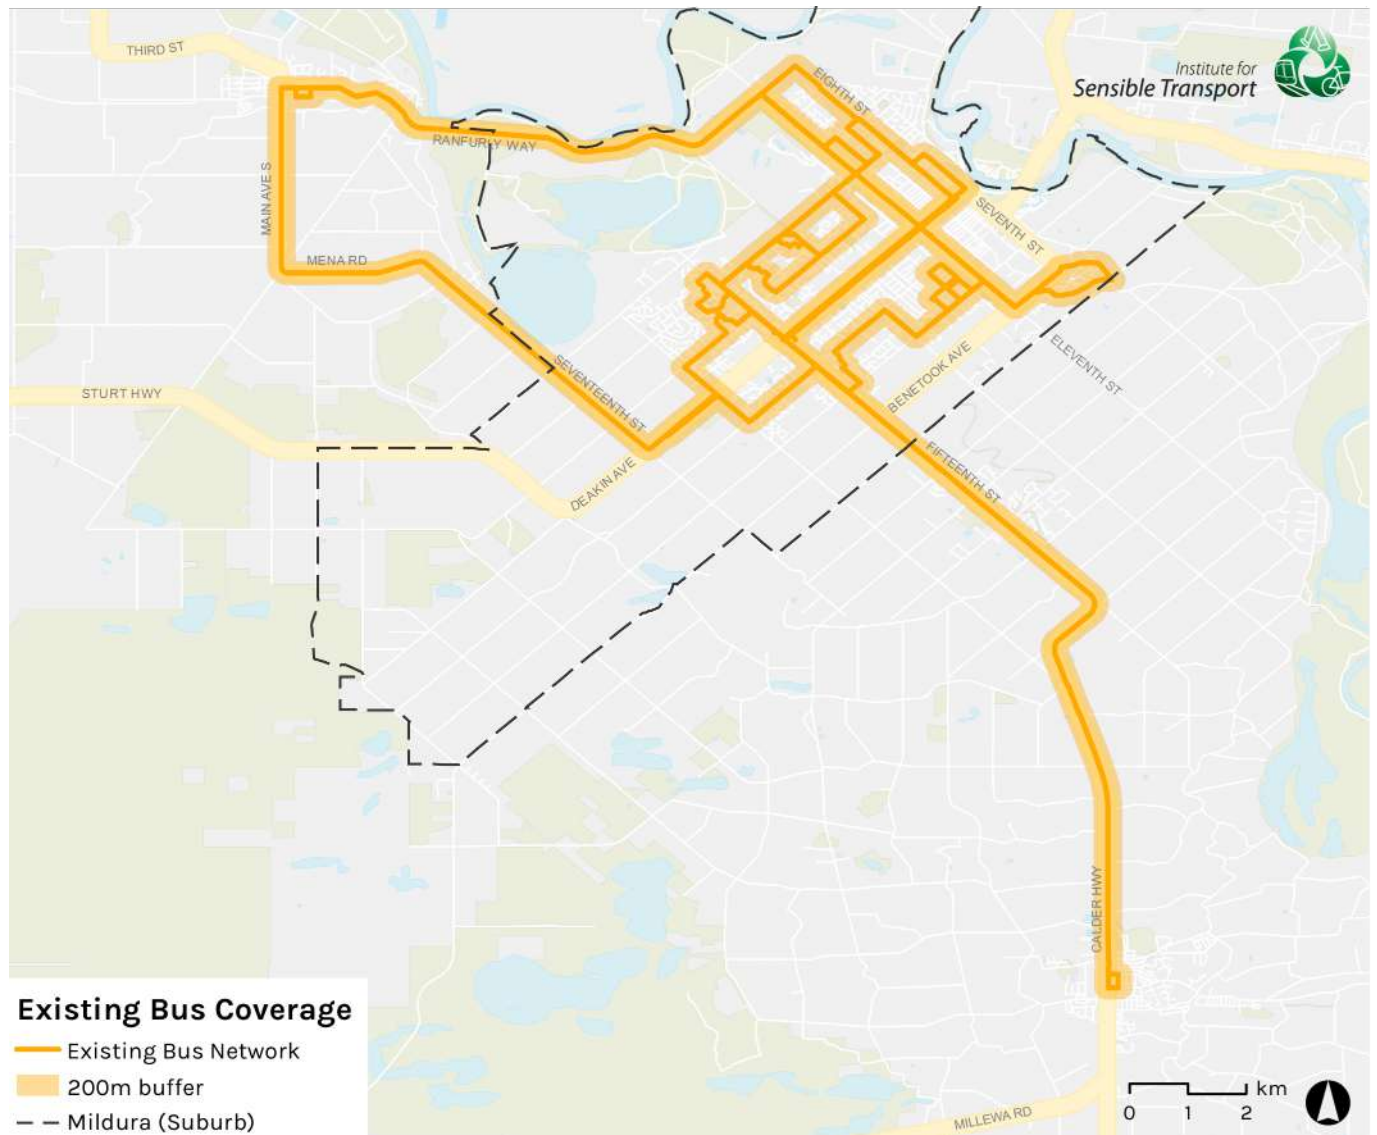 THIRD ST
EIGHTH ST
Institute for
Sensible Transport
RANFURLY WAY
MAIN AVE S
SEVENTH ST
MENA RD
ELEVENTH ST
SEVENTEENTH ST
BENETOOK AVE
STURT HWY
FIFTEENTH ST
DEAKIN AVE
CALDER HWY
Existing Bus Coverage
Existing Bus Network
200m buffer
Mildura (Suburb)
km
0 1 2
MILLEWA RD